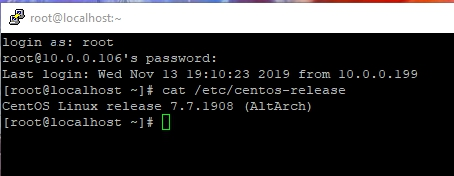 root@localhost:~
login as: root
root@10.0.0.106's password:
Last login: Wed Nov 13 19:10:23 2019 from 10.0.0.199
[root@localhost ~]# cat /etc/centos-release
CentOS Linux release 7.7.1908 (AltArch)
[root@localhost ~]#